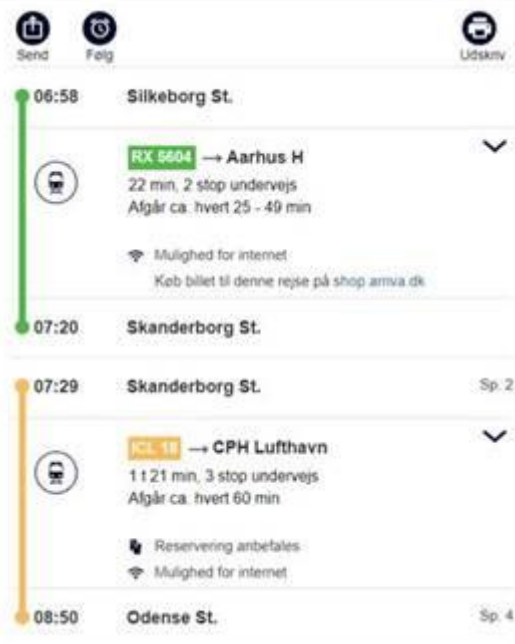 Send Følg Udskriv
06:58 Silkeborg St.
RX 5604 → Aarhus H
22 min, 2 stop undervejs
Afgår ca. hvert 25 - 49 min
Mulighed for internet
Køb billet til denne rejse på shop.arriva.dk
07:20 Skanderborg St.
07:29 Skanderborg St. Sp. 2
ICL 18 → CPH Lufthavn
1 t 21 min, 3 stop undervejs
Afgår ca. hvert 60 min
Reservering anbefales
Mulighed for internet
08:50 Odense St. Sp. 4